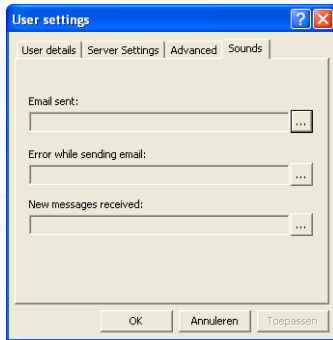 User settings
User details Server Settings Advanced Sounds
Email sent:
...
Error while sending email:
...
New messages received:
...
OK Annuleren Toepassen